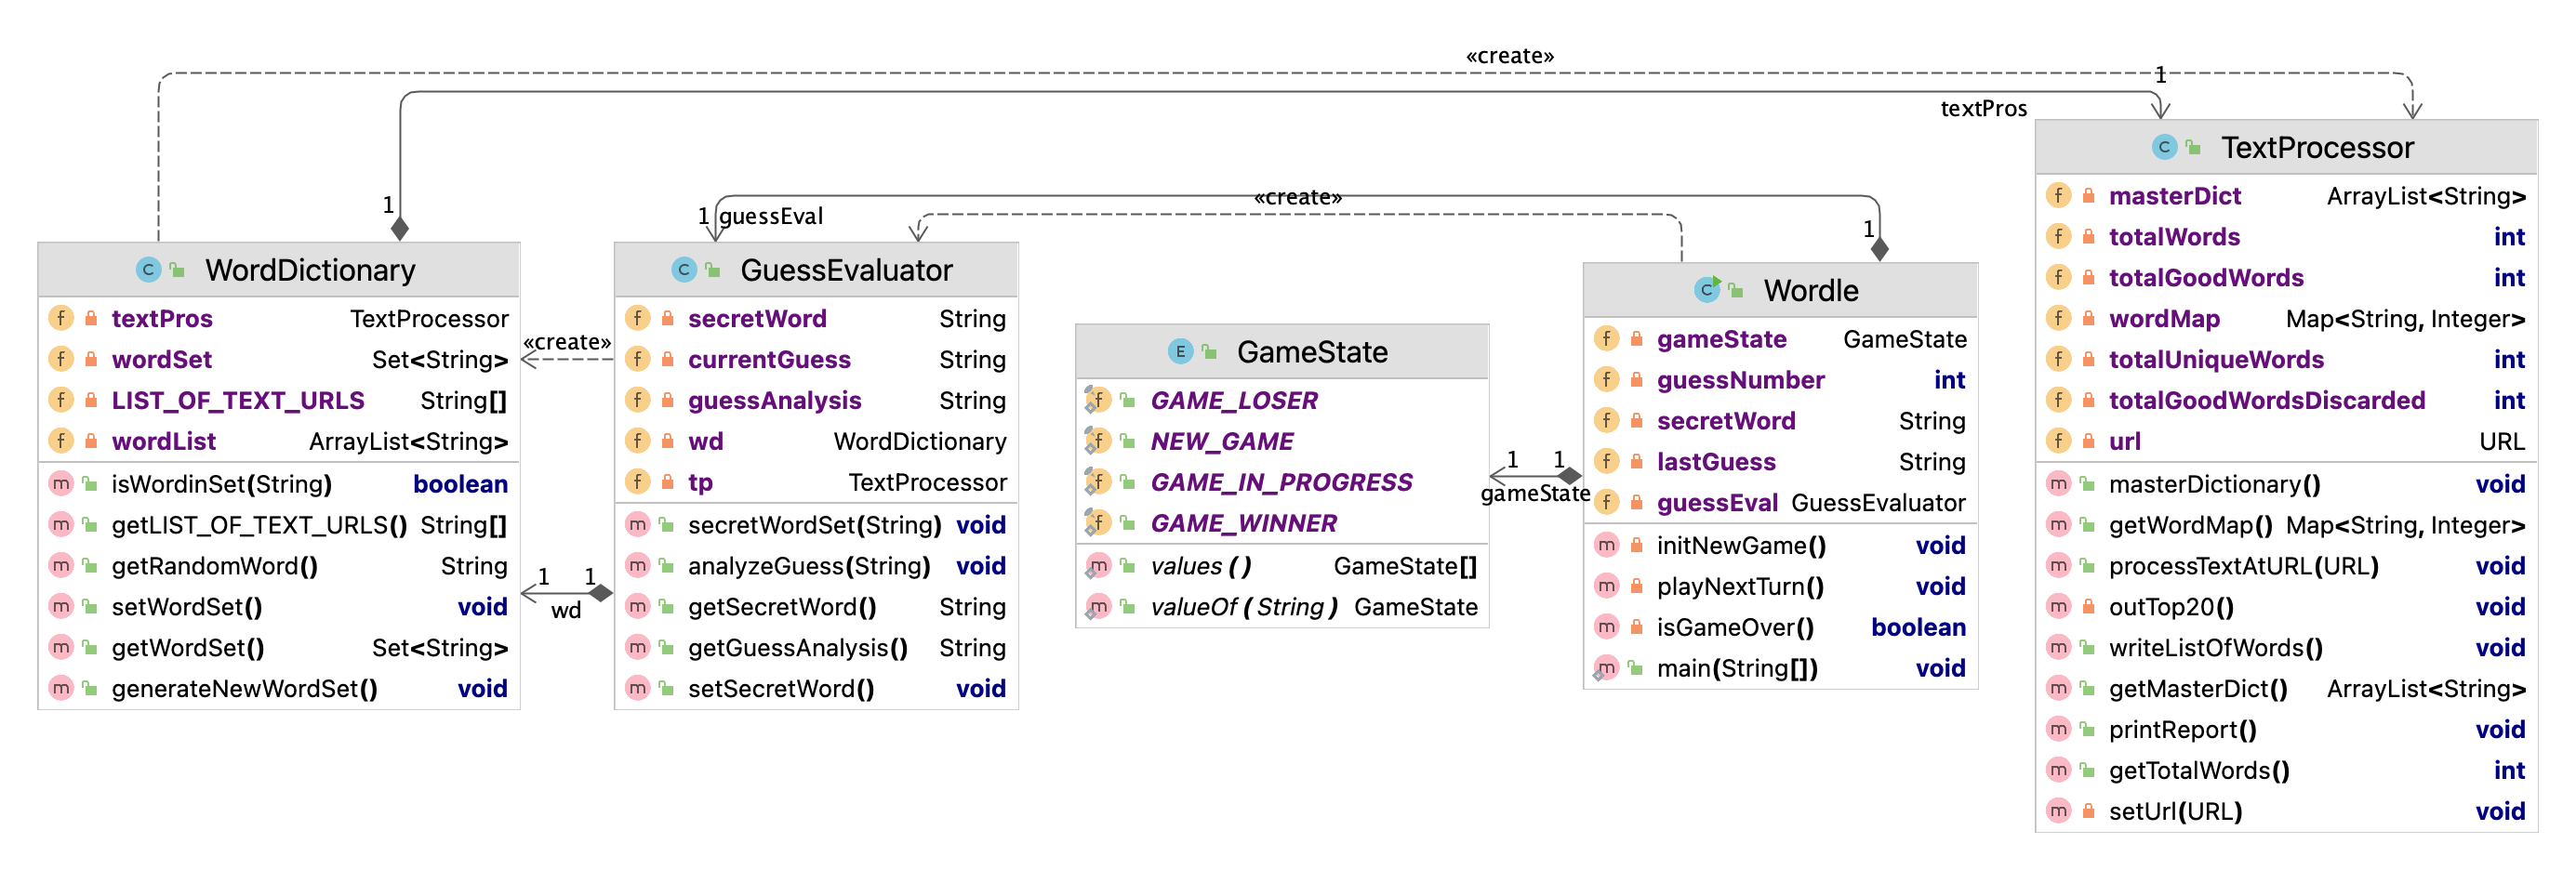 «create»
1
textPros
1
WordDictionary
textPros TextProcessor
wordSet Set<String>
LIST_OF_TEXT_URLS String[]
wordList ArrayList<String>
isWordinSet(String) boolean
getLIST_OF_TEXT_URLS() String[]
getRandomWord() String
setWordSet() void
getWordSet() Set<String>
generateNewWordSet() void
«create»
1 1
wd
1 guessEval
«create»
1
GuessEvaluator
secretWord String
currentGuess String
guessAnalysis String
wd WordDictionary
tp TextProcessor
secretWordSet(String) void
analyzeGuess(String) void
getSecretWord() String
getGuessAnalysis() String
setSecretWord() void
GameState
GAME_LOSER
NEW_GAME
GAME_IN_PROGRESS
GAME_WINNER
values() GameState[]
valueOf(String) GameState
1 1
gameState
Wordle
gameState GameState
guessNumber int
secretWord String
lastGuess String
guessEval GuessEvaluator
initNewGame() void
playNextTurn() void
isGameOver() boolean
main(String[]) void
TextProcessor
masterDict ArrayList<String>
totalWords int
totalGoodWords int
wordMap Map<String, Integer>
totalUniqueWords int
totalGoodWordsDiscarded int
url URL
masterDictionary() void
getWordMap() Map<String, Integer>
processTextAtURL(URL) void
outTop20() void
writeListOfWords() void
getMasterDict() ArrayList<String>
printReport() void
getTotalWords() int
setUrl(URL) void